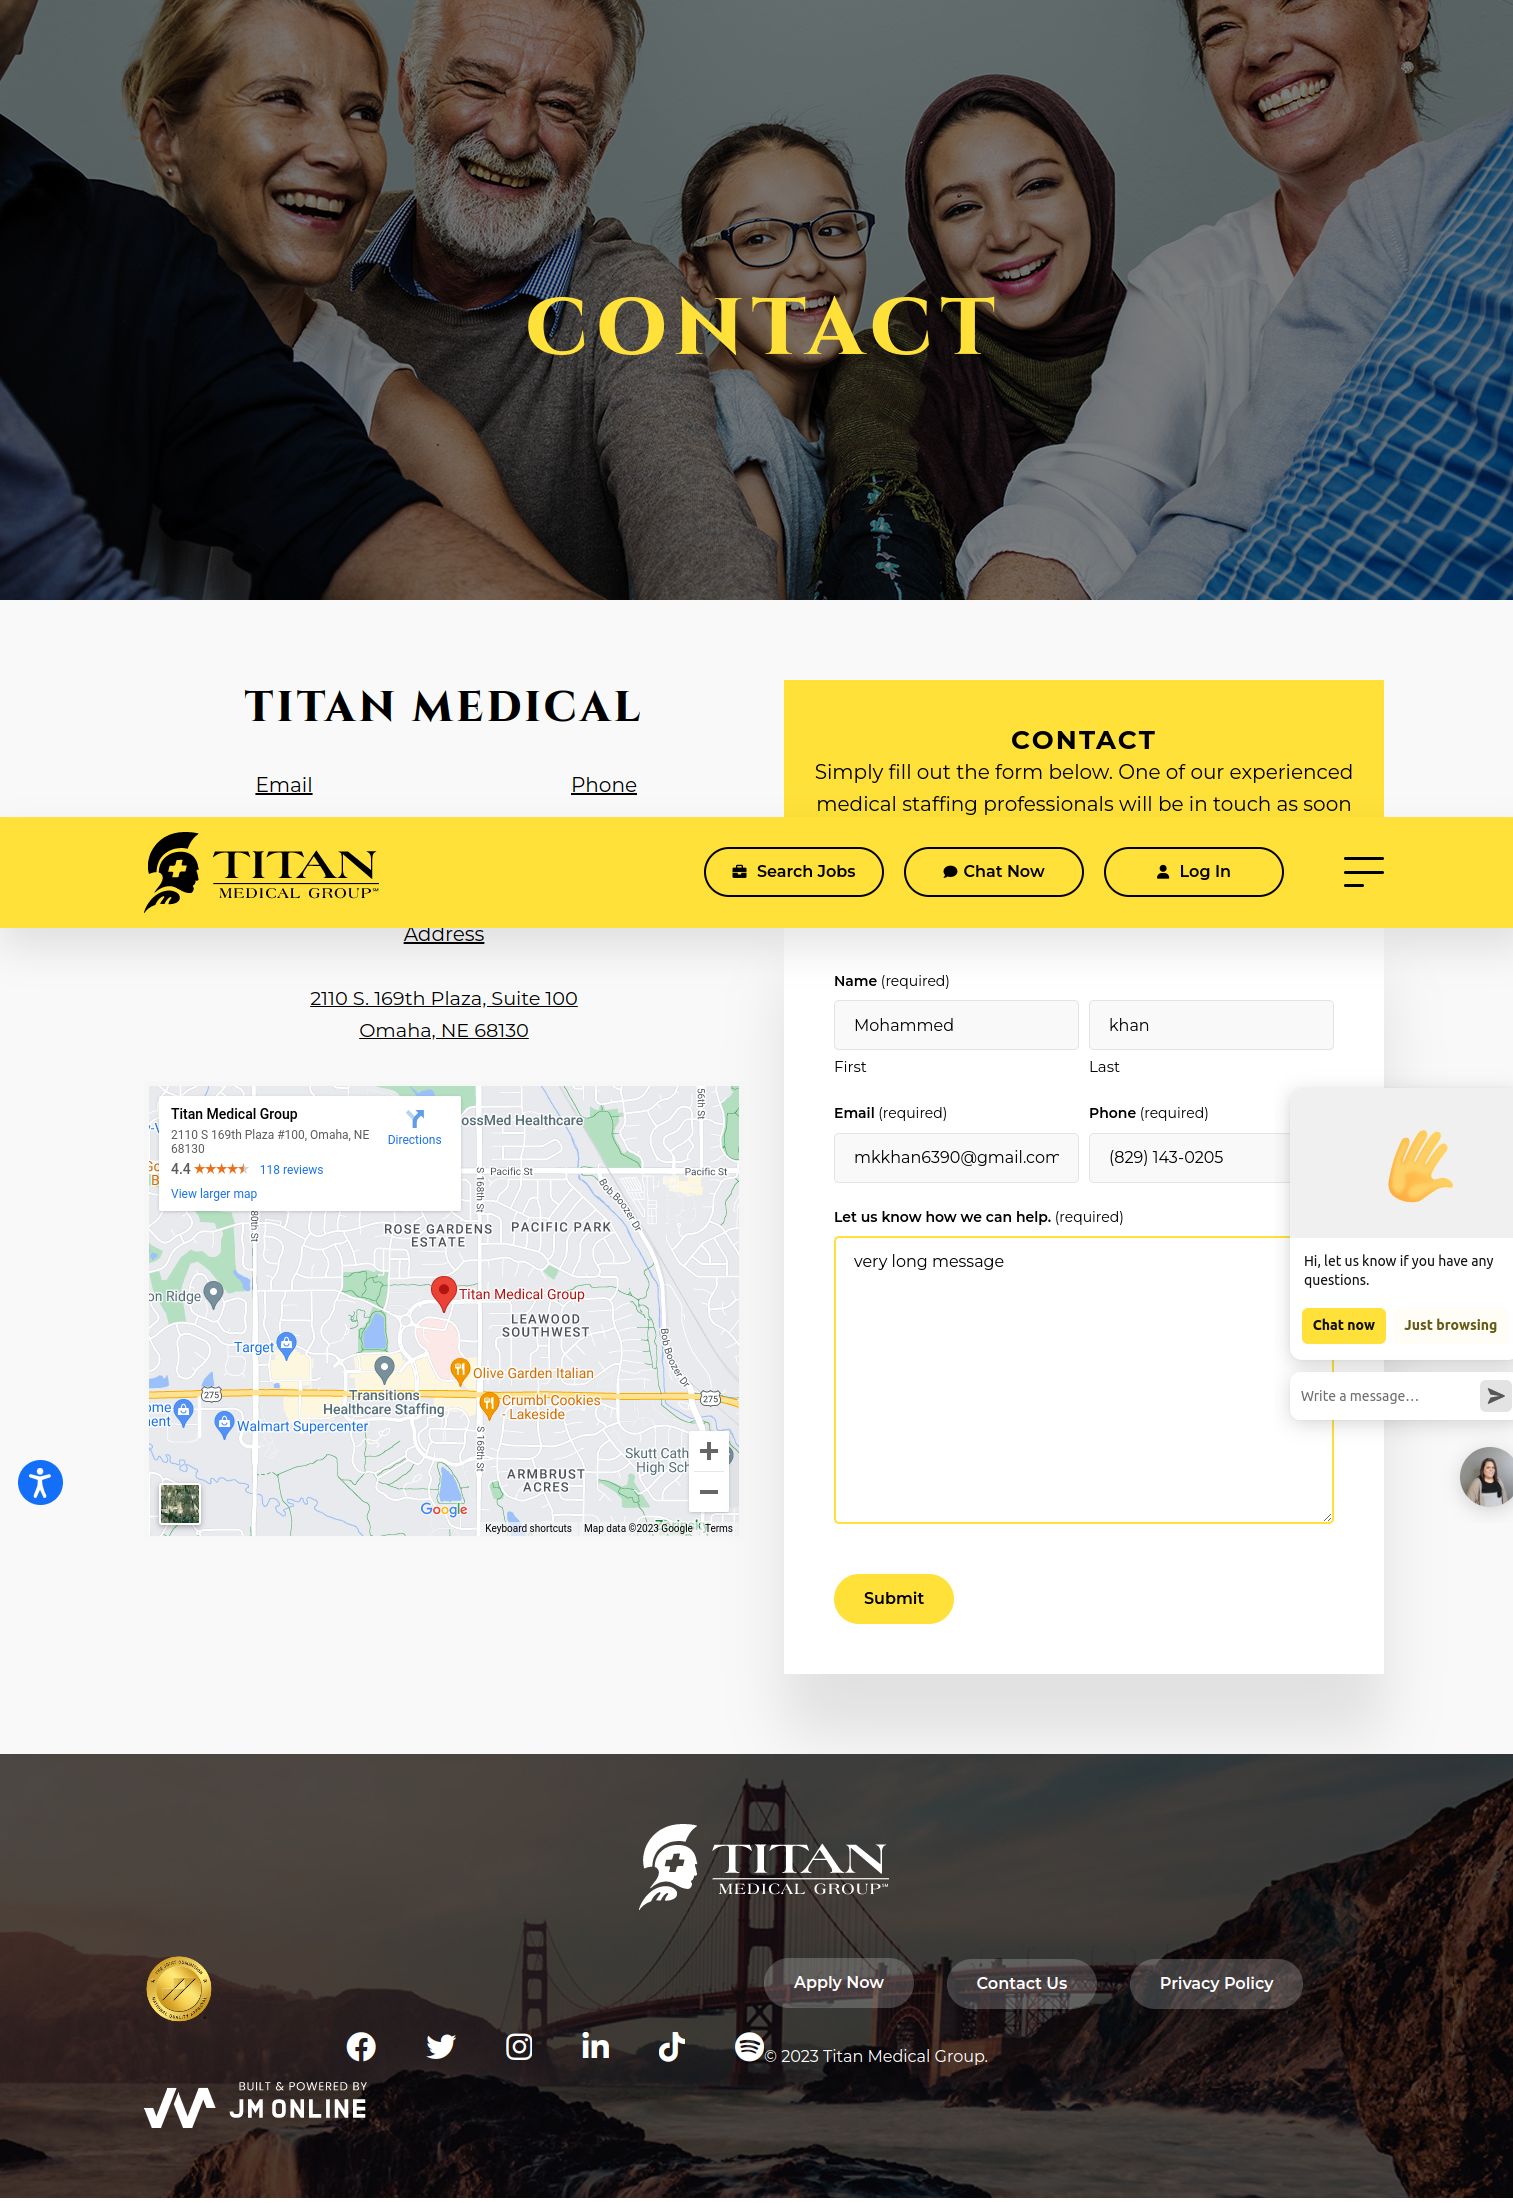 CONTACT
TITAN MEDICAL
Email
Phone
CONTACT
Simply fill out the form below. One of our experienced
medical staffing professionals will be in touch as soon
TITAN
MEDICAL GROUP℠
Search Jobs
Chat Now
Log In
Address
2110 S. 169th Plaza, Suite 100
Omaha, NE 68130
Titan Medical Group
2110 S 169th Plaza #100, Omaha, NE
68130
4.4
118 reviews
View larger map
Directions
ossMed Healthcare
56th St
Pacific St
Pacific St
S 168th St
80th St
Bob Boozer Dr
ROSE GARDENS
ESTATE
PACIFIC PARK
on Ridge
Titan Medical Group
LEAWOOD
SOUTHWEST
Target
Bob Boozer Dr
Olive Garden Italian
Transitions
Healthcare Staffing
275
275
Crumbl Cookies
- Lakeside
ome
ent
Walmart Supercenter
S 168th St
Skutt Cath
High Sch
ARMBRUST
ACRES
Google
Keyboard shortcuts
Map data ©2023 Google
Terms
Name (required)
Mohammed
khan
First
Last
Email (required)
Phone (required)
mkkhan6390@gmail.com
(829) 143-0205
Let us know how we can help. (required)
very long message
Submit
Hi, let us know if you have any
questions.
Chat now
Just browsing
Write a message...
TITAN
MEDICAL GROUP℠
Apply Now
Contact Us
Privacy Policy
© 2023 Titan Medical Group.
BUILT & POWERED BY
JM ONLINE